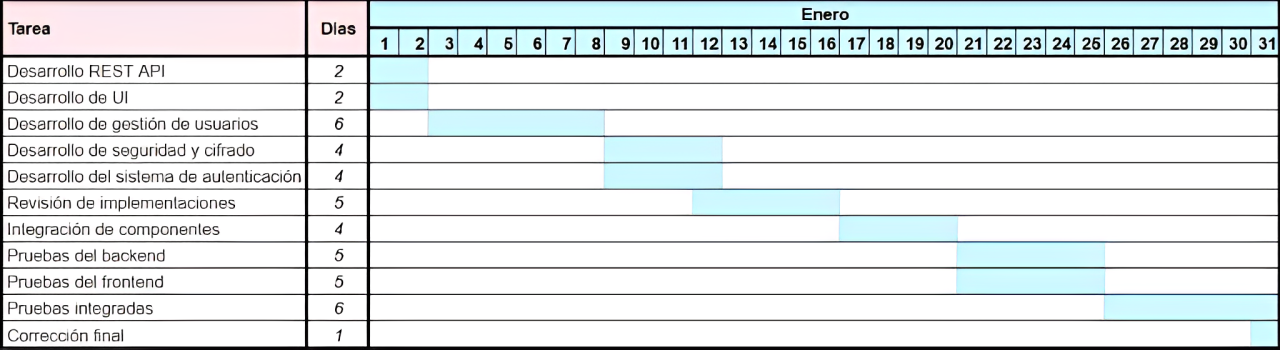 Tarea Días Enero
1 2 3 4 5 6 7 8 9 10 11 12 13 14 15 16 17 18 19 20 21 22 23 24 25 26 27 28 29 30 31
Desarrollo REST API 2
Desarrollo de UI 2
Desarrollo de gestión de usuarios 6
Desarrollo de seguridad y cifrado 4
Desarrollo del sistema de autenticación 4
Revisión de implementaciones 5
Integración de componentes 4
Pruebas del backend 5
Pruebas del frontend 5
Pruebas integradas 6
Corrección final 1